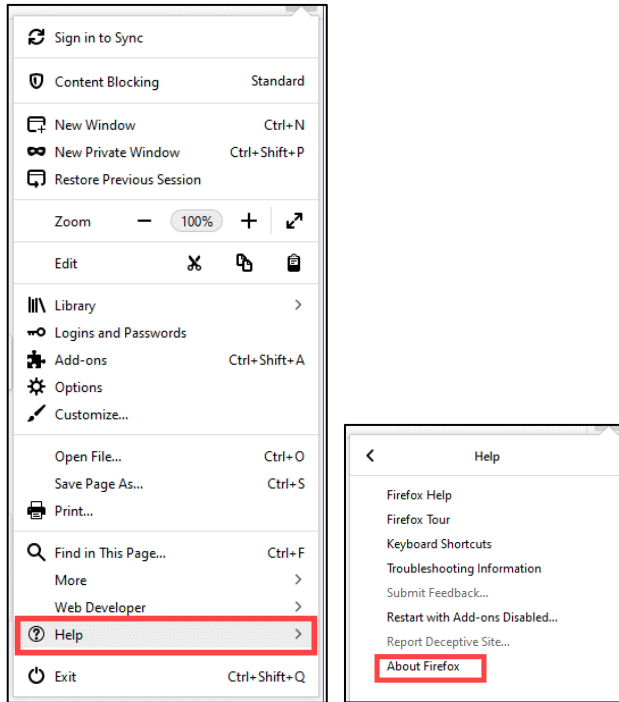 Sign in to Sync
Content Blocking Standard
New Window Ctrl+N
New Private Window Ctrl+Shift+P
Restore Previous Session
Zoom 100%
Edit
Library
Logins and Passwords
Add-ons Ctrl+Shift+A
Options
Customize...
Open File... Ctrl+O
Save Page As... Ctrl+S
Print...
Find in This Page... Ctrl+F
More
Web Developer
Help
Exit Ctrl+Shift+Q
Help
Firefox Help
Firefox Tour
Keyboard Shortcuts
Troubleshooting Information
Submit Feedback...
Restart with Add-ons Disabled...
Report Deceptive Site...
About Firefox